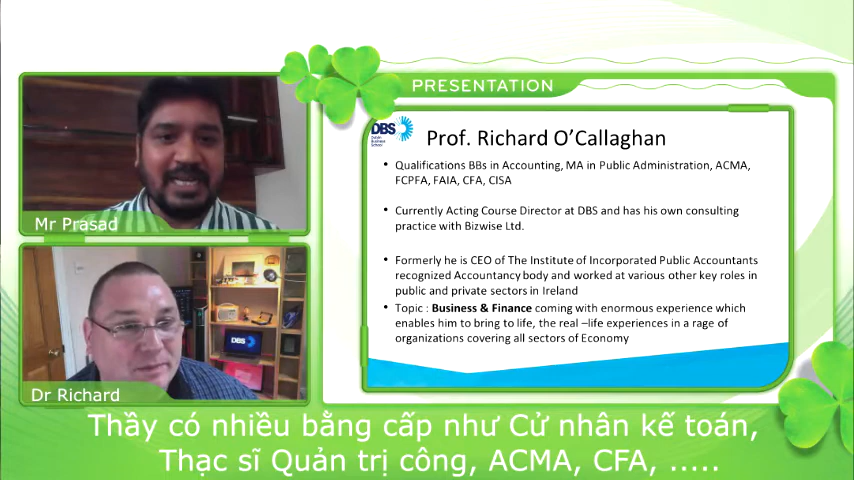 PRESENTATION
DBS
Dublin
Business
School
Prof. Richard O'Callaghan
• Qualifications BBs in Accounting, MA in Public Administration, ACMA,
FCPFA, FAIA, CFA, CISA
• Currently Acting Course Director at DBS and has his own consulting
practice with Bizwise Ltd.
• Formerly he is CEO of The Institute of Incorporated Public Accountants
recognized Accountancy body and worked at various other key roles in
public and private sectors in Ireland
• Topic : Business & Finance coming with enormous experience which
enables him to bring to life, the real –life experiences in a rage of
organizations covering all sectors of Economy
Mr Prasad
DBS
Dr Richard
Thầy có nhiều bằng cấp như Cử nhân kế toán,
Thạc sĩ Quản trị công, ACMA, CFA, .....